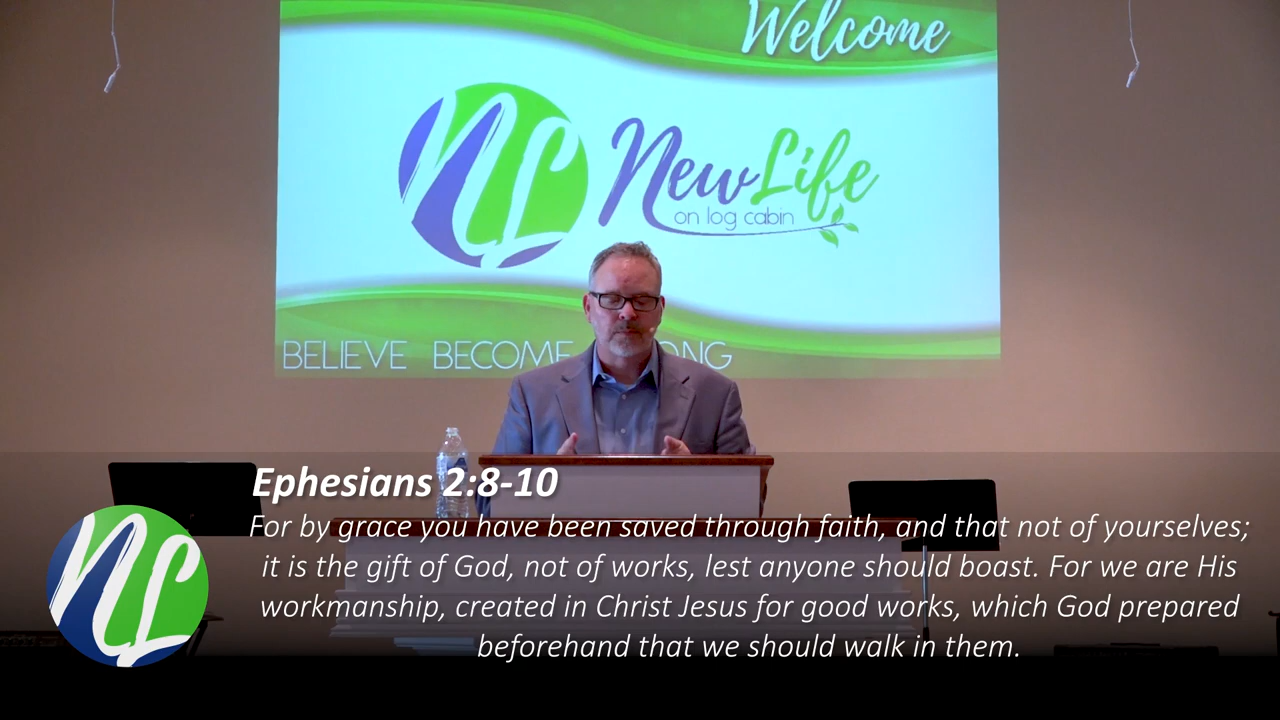 Welcome
NL
NewLife
on log cabin
BELIEVE BECOME
NL
Ephesians 2:8-10
For by grace you have been saved through faith, and that not of yourselves;
it is the gift of God, not of works, lest anyone should boast. For we are His
workmanship, created in Christ Jesus for good works, which God prepared
beforehand that we should walk in them.